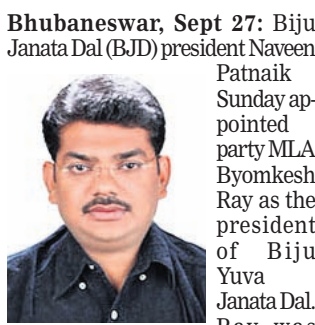 Bhubaneswar, Sept 27: Biju
Janata Dal (BJD) president Naveen
Patnaik
Sunday ap-
pointed
party MLA
Byomkesh
Ray as the
president
of Biju
Yuva
Janata Dal.